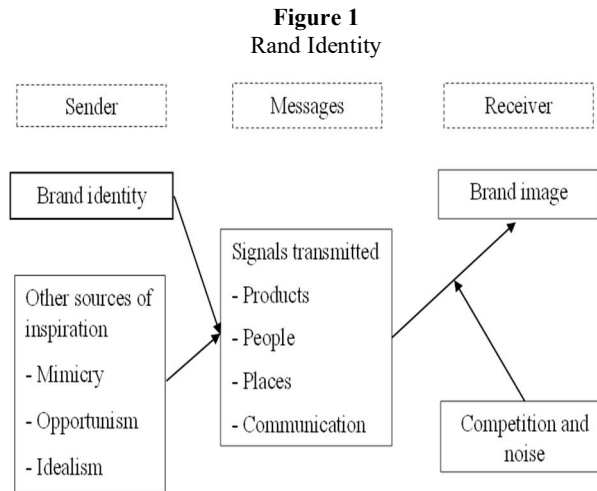 Figure 1
Rand Identity
Sender
Messages
Receiver
Brand identity
Other sources of
inspiration
- Mimicry
- Opportunism
- Idealism
Signals transmitted
- Products
- People
- Places
- Communication
Brand image
Competition and
noise